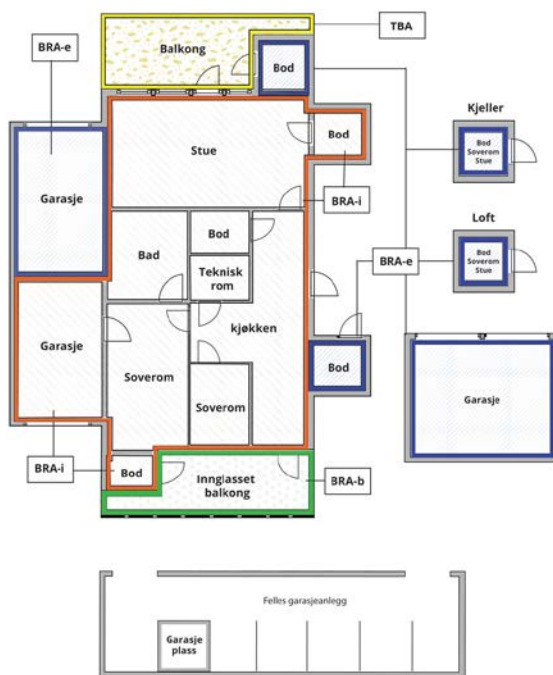 TBA
BRA-e
Balkong
Bod
Kjeller
Bod
Soverom
Stue
Stue
Bod
BRA-i
Garasje
Loft
Bod
Bad
Teknisk
rom
BRA-e
Bod
Soverom
Stue
Garasje
kjøkken
Bod
Soverom
Soverom
Garasje
BRA-i
Bod
Innglasset
balkong
BRA-b
Felles garasjeanlegg
Garasje
plass